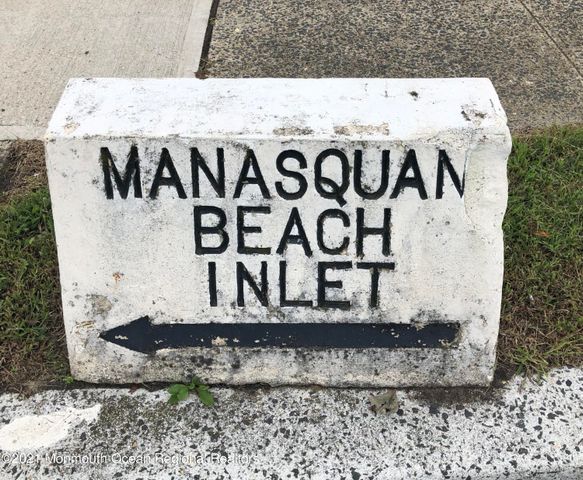 MANASQUAN
BEACH
INLET
©2021 Monmouth Ocean Regional Realtors